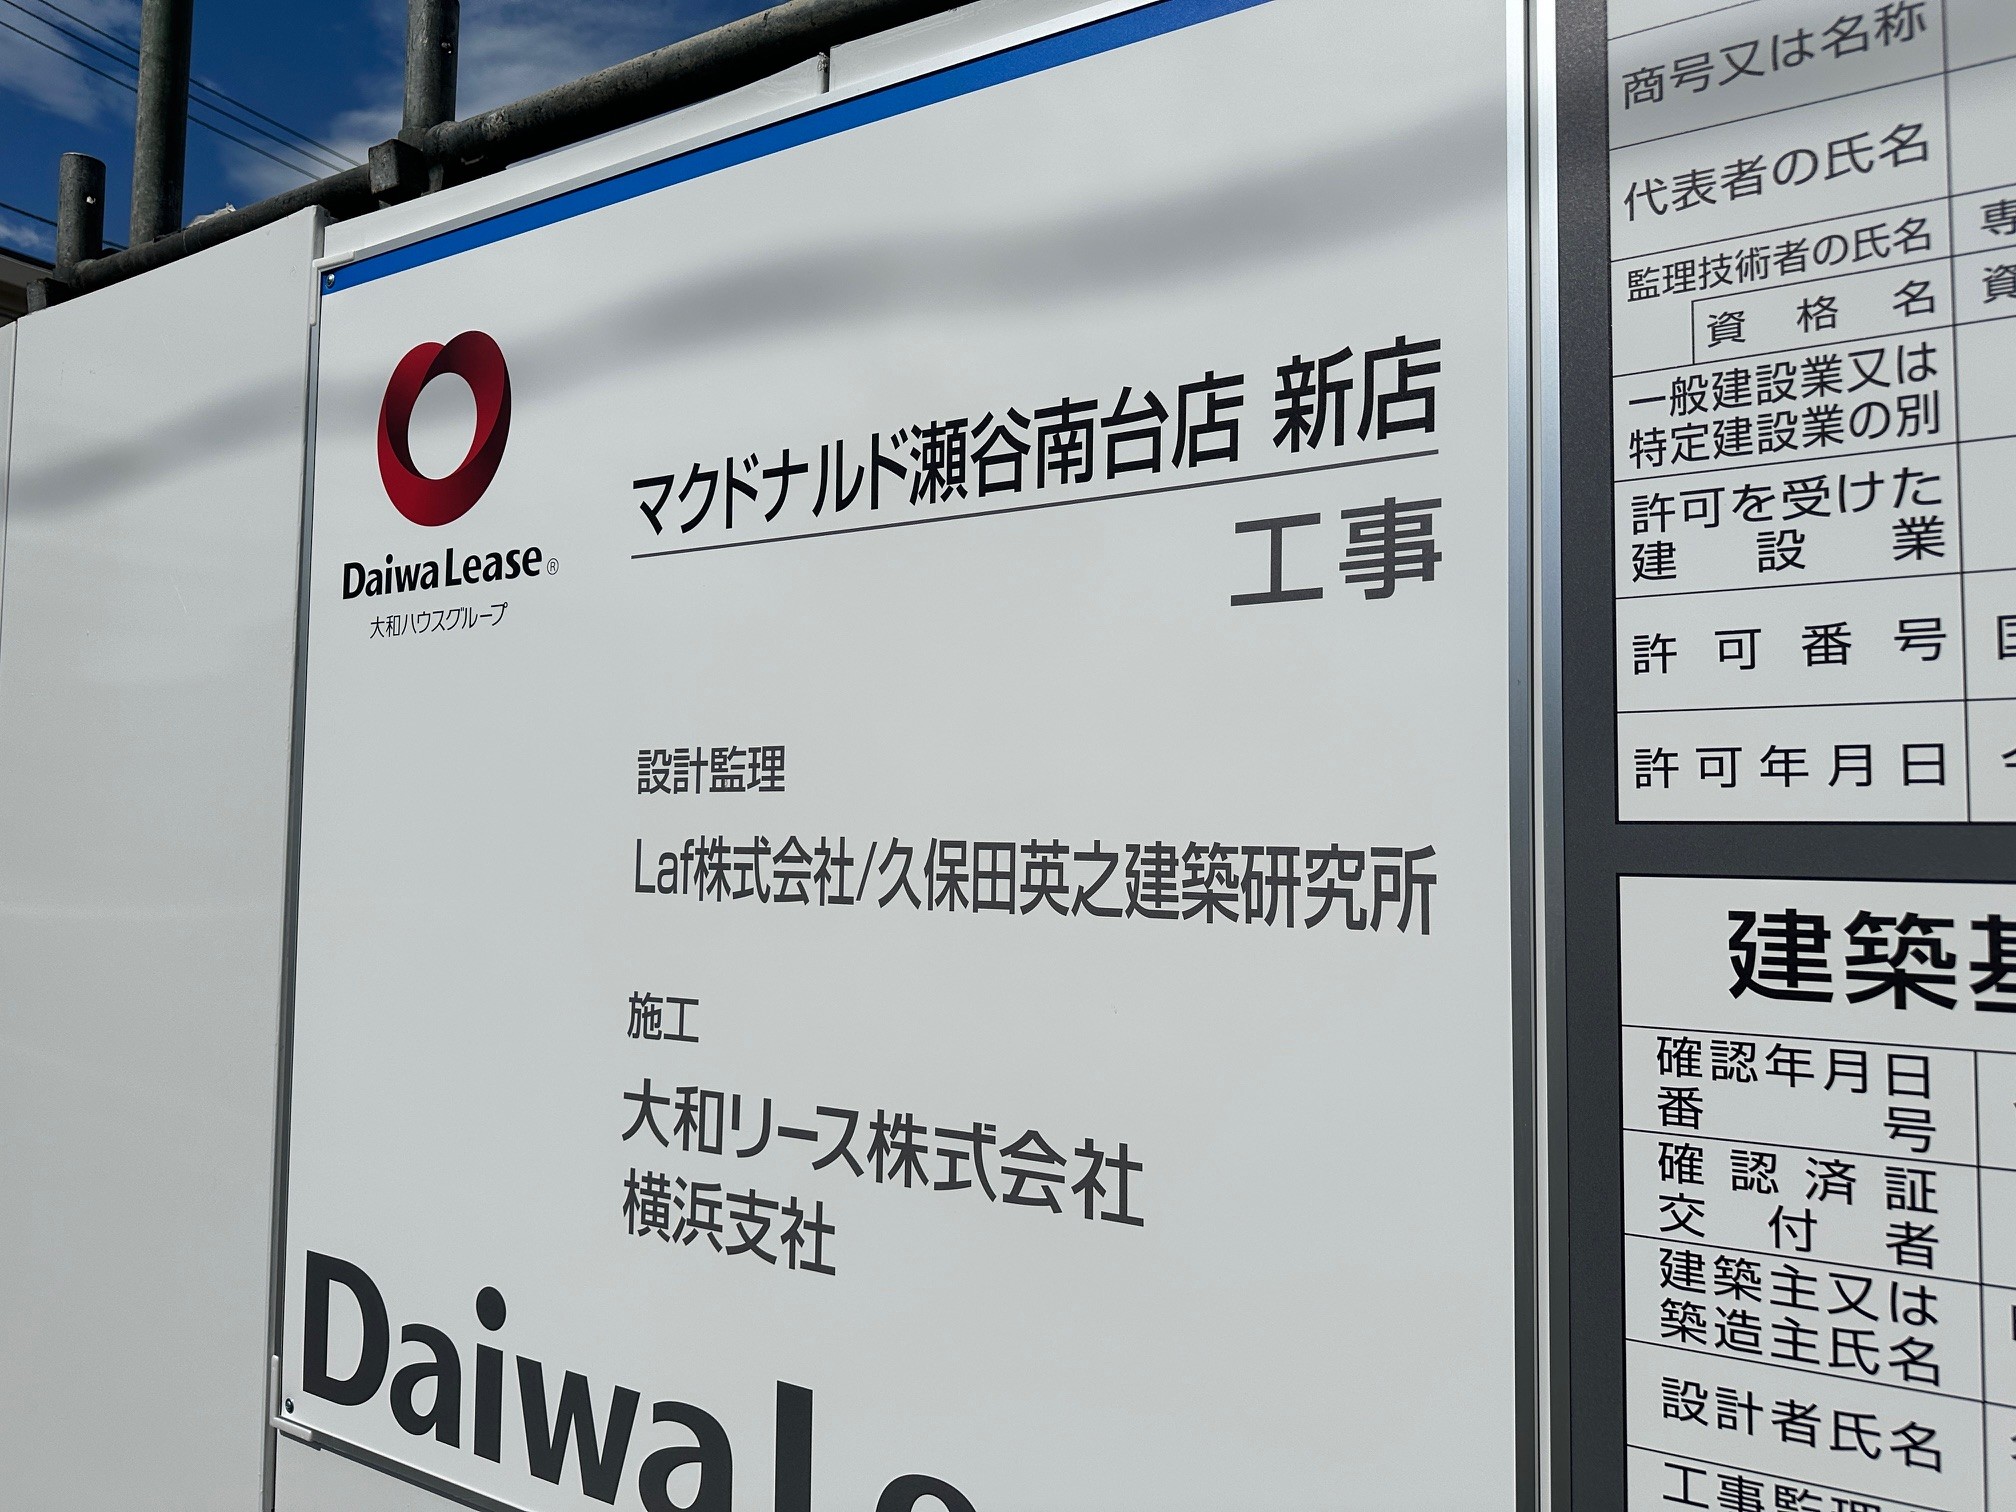 Daiwa Lease®
大和ハウスグループ
マクドナルド瀬谷南台店 新店
工事
設計監理
Laf株式会社/久保田英之建築研究所
施工
大和リース株式会社
横浜支社
Daiwa Le
商号又は名称
代表者の氏名
監理技術者の氏名 専
資格名 資
一般建設業又は
特定建設業の別
許可を受けた
建設業
許可番号
許可年月日
建築基
確認年月日
番号
確認済証
交付者
建築主又は
築造主氏名
設計者氏名
工事監理